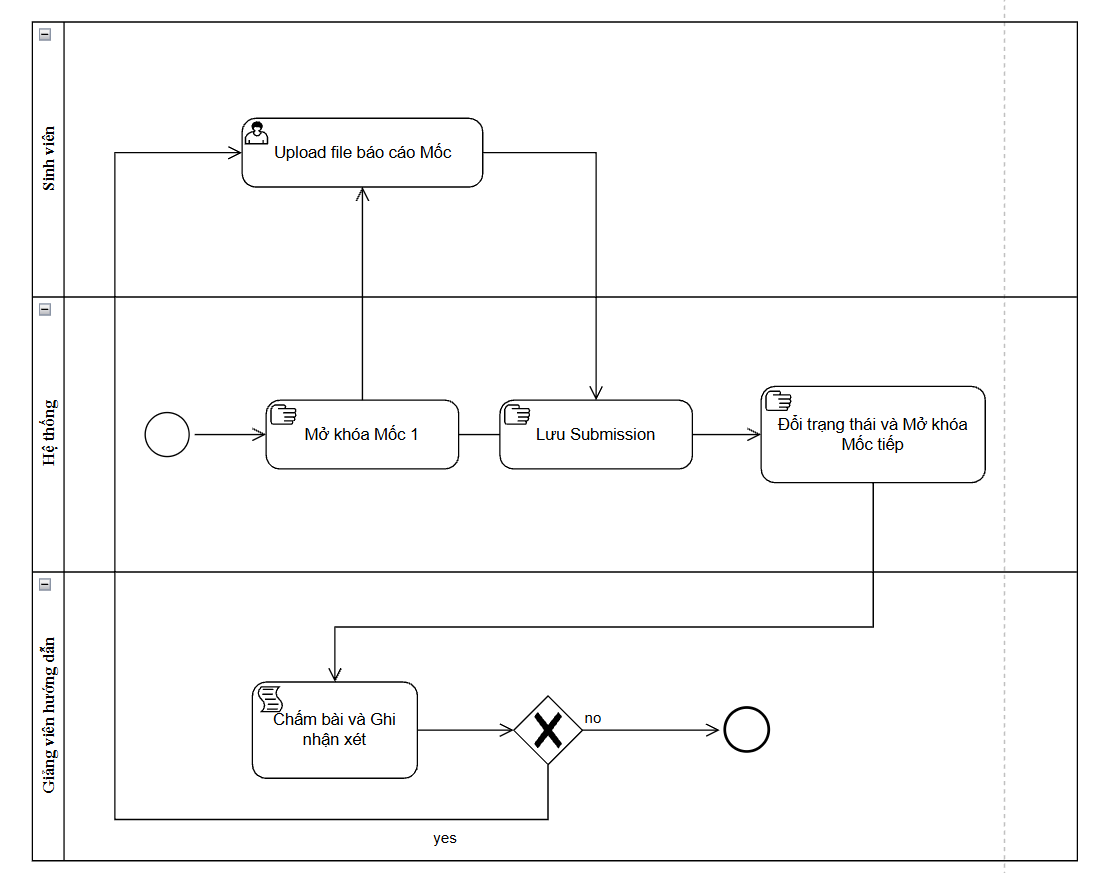 Sinh viên
Upload file báo cáo Mốc
Hệ thống
Mở khóa Mốc 1
Lưu Submission
Đổi trạng thái và Mở khóa
Mốc tiếp
Giảng viên hướng dẫn
Chấm bài và Ghi
nhận xét
no
yes